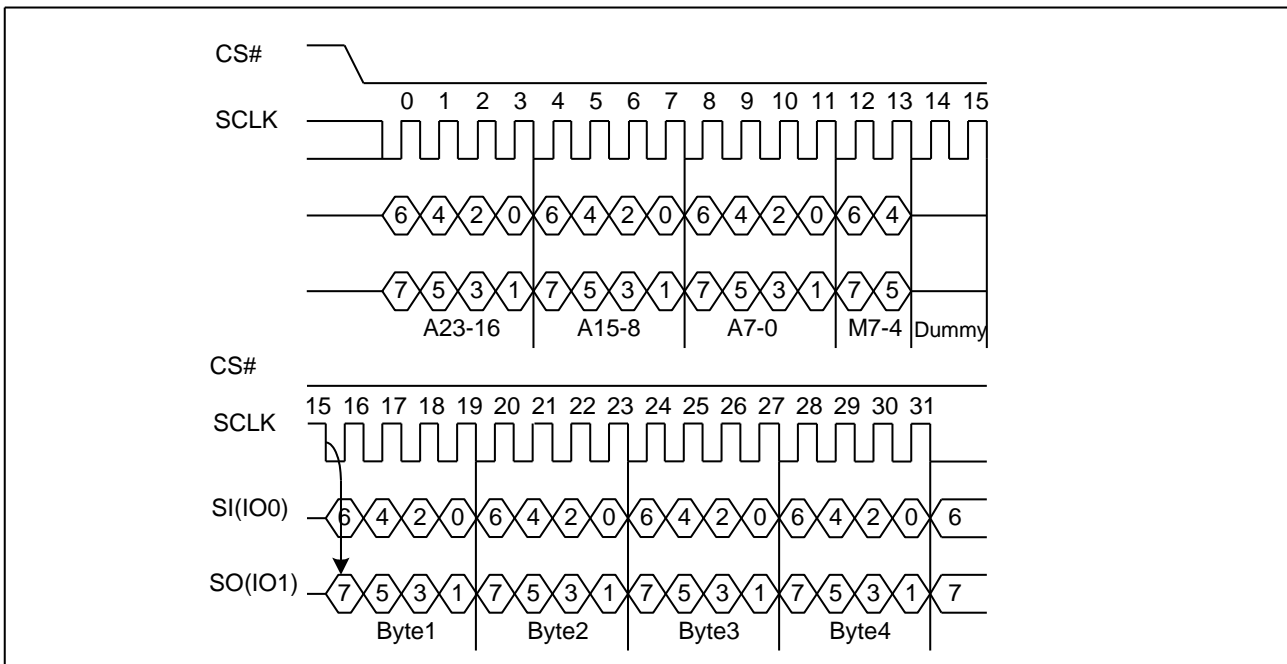 CS#
0 1 2 3 4 5 6 7 8 9 10 11 12 13 14 15
SCLK
6 4 2 0 6 4 2 0 6 4 2 0 6 4
7 5 3 1 7 5 3 1 7 5 3 1 7 5
A23-16 A15-8 A7-0 M7-4 Dummy
CS#
15 16 17 18 19 20 21 22 23 24 25 26 27 28 29 30 31
SCLK
SI(IO0) 6 4 2 0 6 4 2 0 6 4 2 0 6 4 2 0 6
SO(IO1) 7 5 3 1 7 5 3 1 7 5 3 1 7 5 3 1 7
Byte1 Byte2 Byte3 Byte4